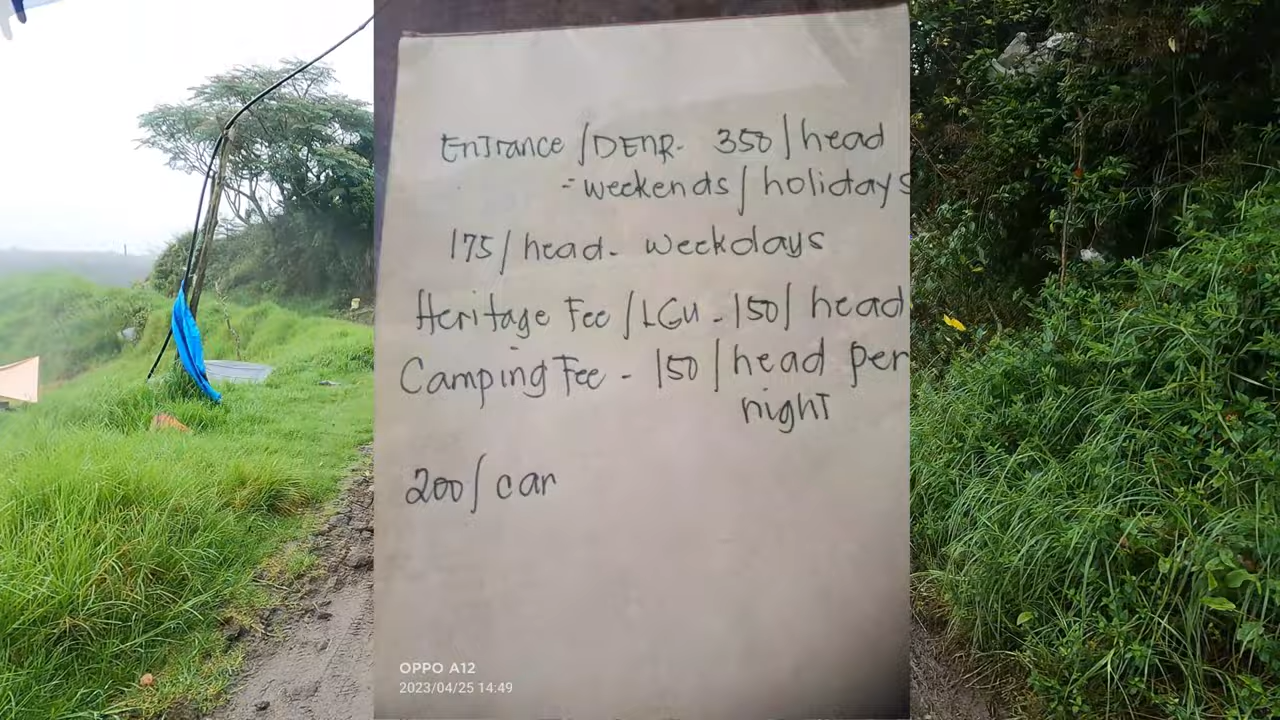 Entrance / DENR - 350 / head
- weekends / holidays
175 / head - weekdays
Heritage Fee / LGU - 150 / head
Camping Fee - 150 / head per
night
200 / car
OPPO A12
2023/04/25 14:49